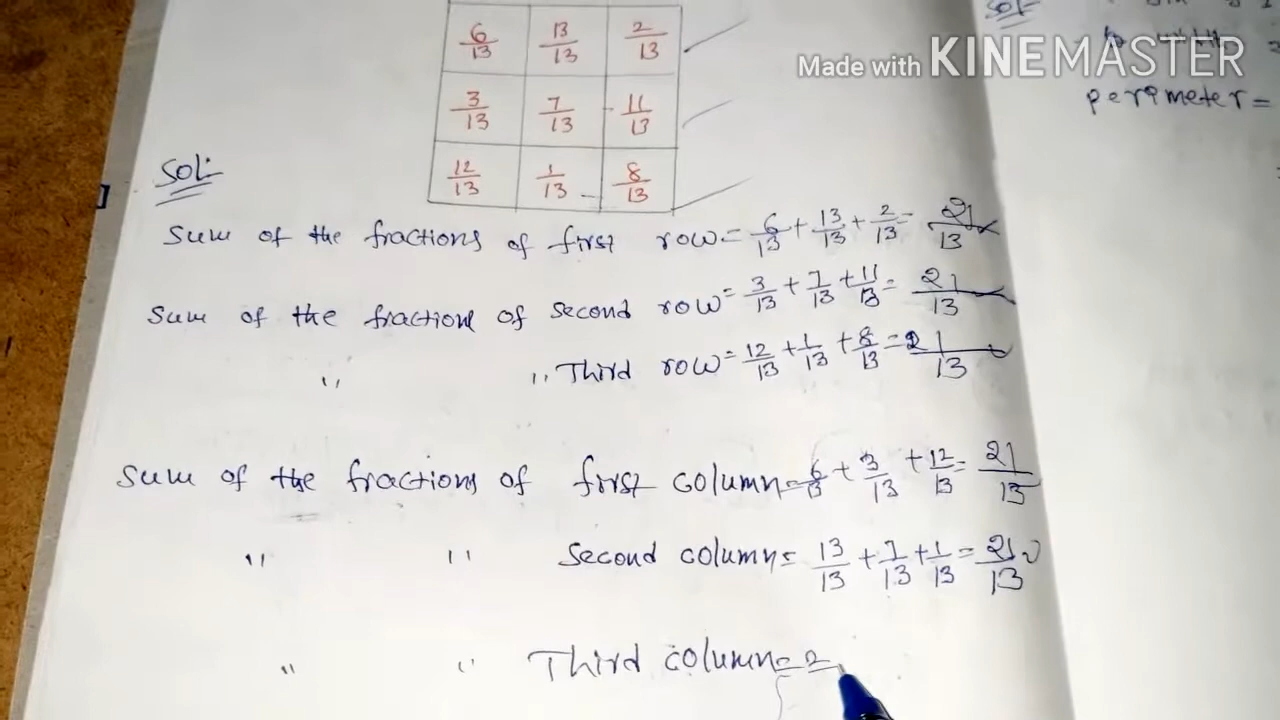 6/13 13/13 2/13
3/13 7/13 11/13
12/13 1/13 8/13
Made with KINEMASTER
perimeter =
Sol:
Sum of the fractions of first row = 6/13 + 13/13 + 2/13 = 21/13
Sum of the fractions of second row = 3/13 + 7/13 + 11/13 = 21/13
" " Third row = 12/13 + 1/13 + 8/13 = 21/13
Sum of the fractions of first column = 6/13 + 3/13 + 12/13 = 21/13
" " Second column = 13/13 + 7/13 + 1/13 = 21/13
" " Third column = 2